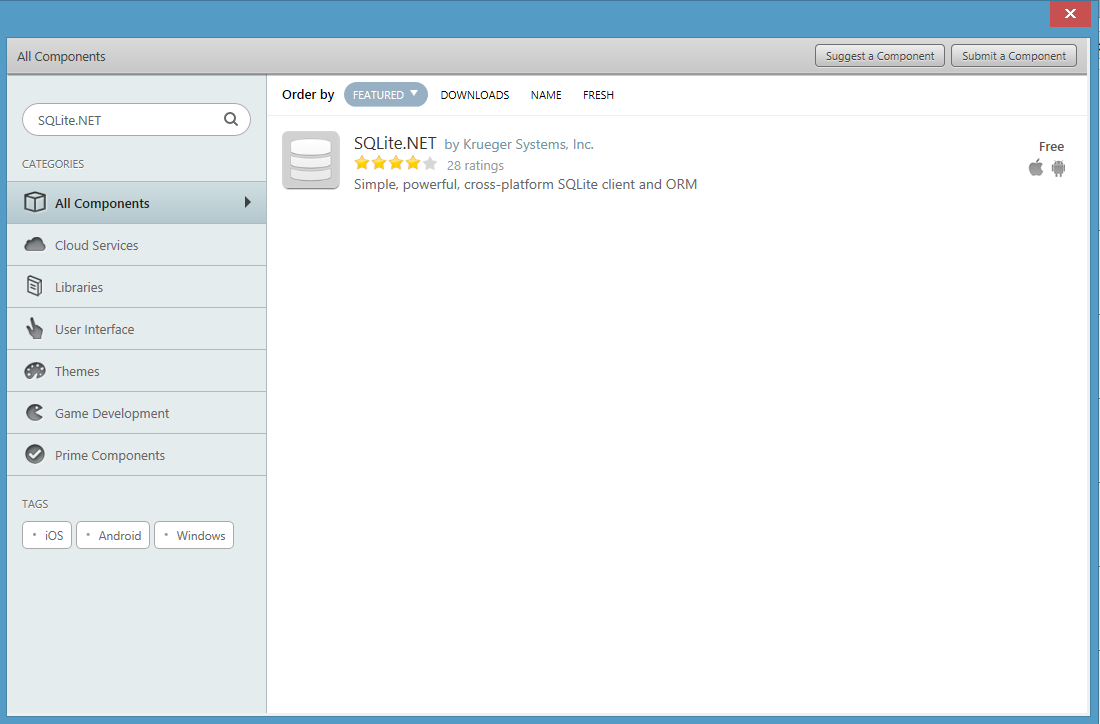 All Components
Suggest a Component
Submit a Component
SQLite.NET
CATEGORIES
All Components
Cloud Services
Libraries
User Interface
Themes
Game Development
Prime Components
TAGS
iOS
Android
Windows
Order by FEATURED DOWNLOADS NAME FRESH
SQLite.NET by Krueger Systems, Inc.
28 ratings
Simple, powerful, cross-platform SQLite client and ORM
Free